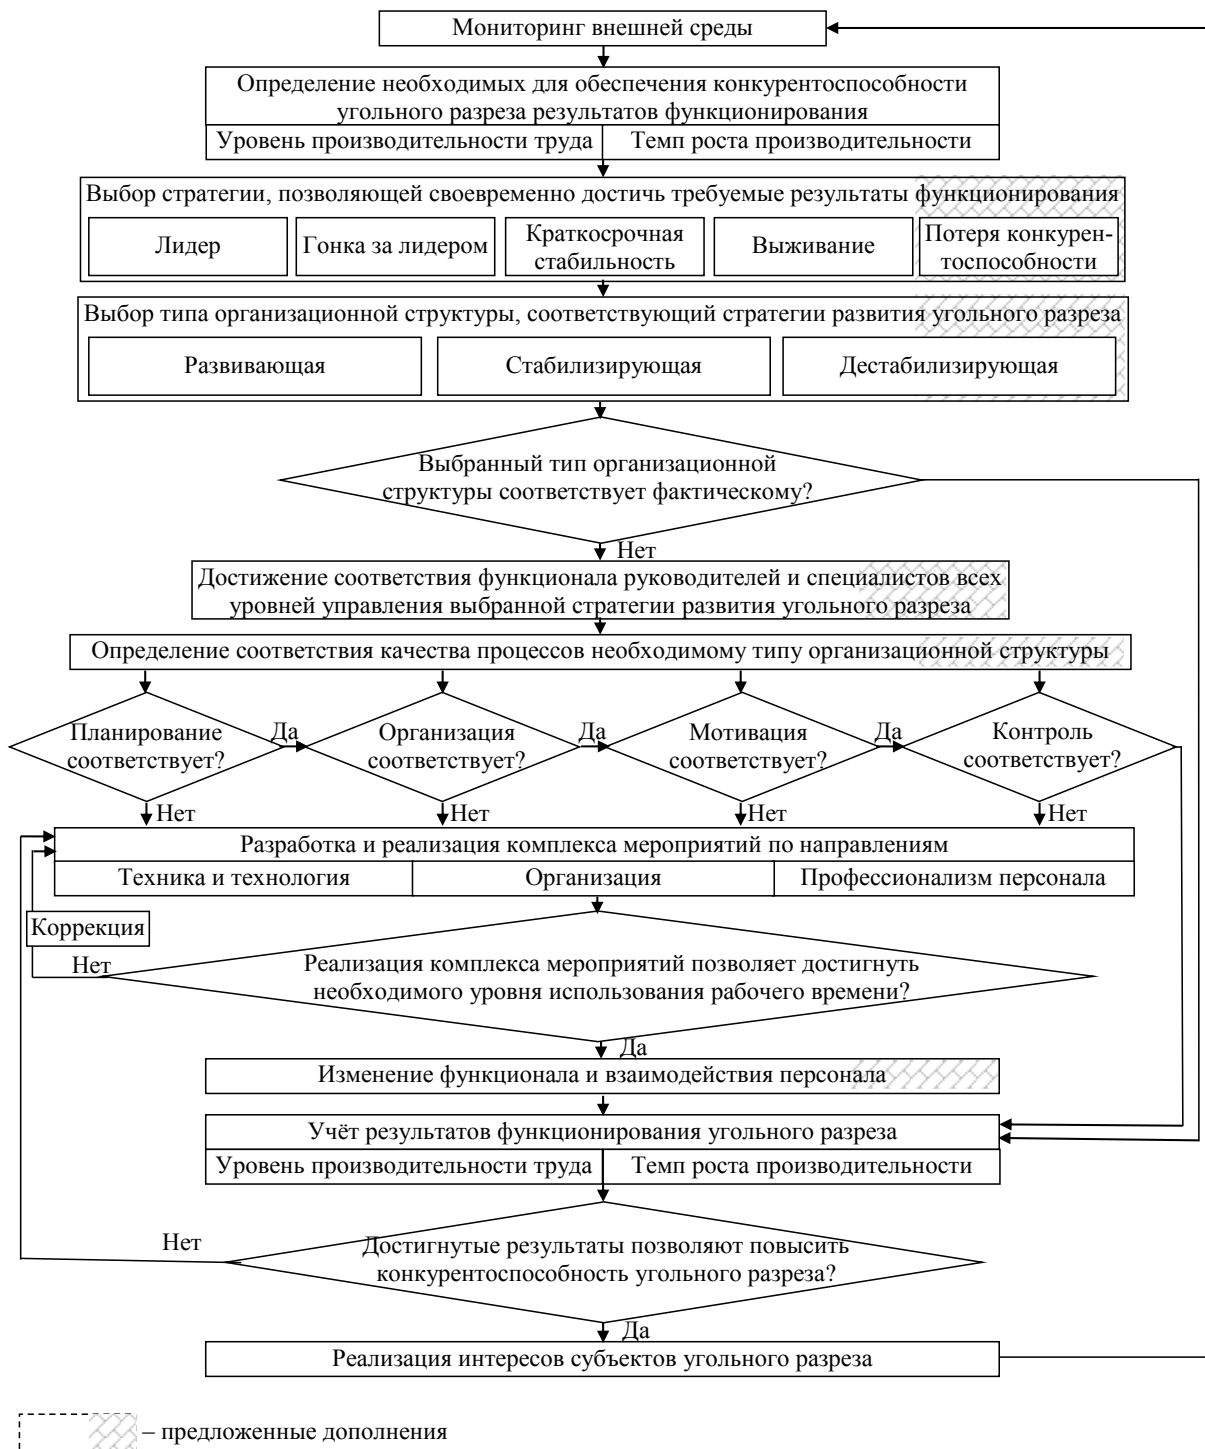 Мониторинг внешней среды
Определение необходимых для обеспечения конкурентоспособности
угольного разреза результатов функционирования
Уровень производительности труда
Темп роста производительности
Выбор стратегии, позволяющей своевременно достичь требуемые результаты функционирования
Лидер
Гонка за лидером
Краткосрочная
стабильность
Выживание
Потеря конкурен-
тоспособности
Выбор типа организационной структуры, соответствующий стратегии развития угольного разреза
Развивающая
Стабилизирующая
Дестабилизирующая
Выбранный тип организационной
структуры соответствует фактическому?
Нет
Достижение соответствия функционала руководителей и специалистов всех
уровней управления выбранной стратегии развития угольного разреза
Определение соответствия качества процессов необходимому типу организационной структуры
Планирование
соответствует?
Да
Организация
соответствует?
Да
Мотивация
соответствует?
Да
Контроль
соответствует?
Нет
Нет
Нет
Нет
Разработка и реализация комплекса мероприятий по направлениям
Техника и технология
Организация
Профессионализм персонала
Коррекция
Нет
Реализация комплекса мероприятий позволяет достигнуть
необходимого уровня использования рабочего времени?
Да
Изменение функционала и взаимодействия персонала
Учёт результатов функционирования угольного разреза
Уровень производительности труда
Темп роста производительности
Нет
Достигнутые результаты позволяют повысить
конкурентоспособность угольного разреза?
Да
Реализация интересов субъектов угольного разреза
– предложенные дополнения